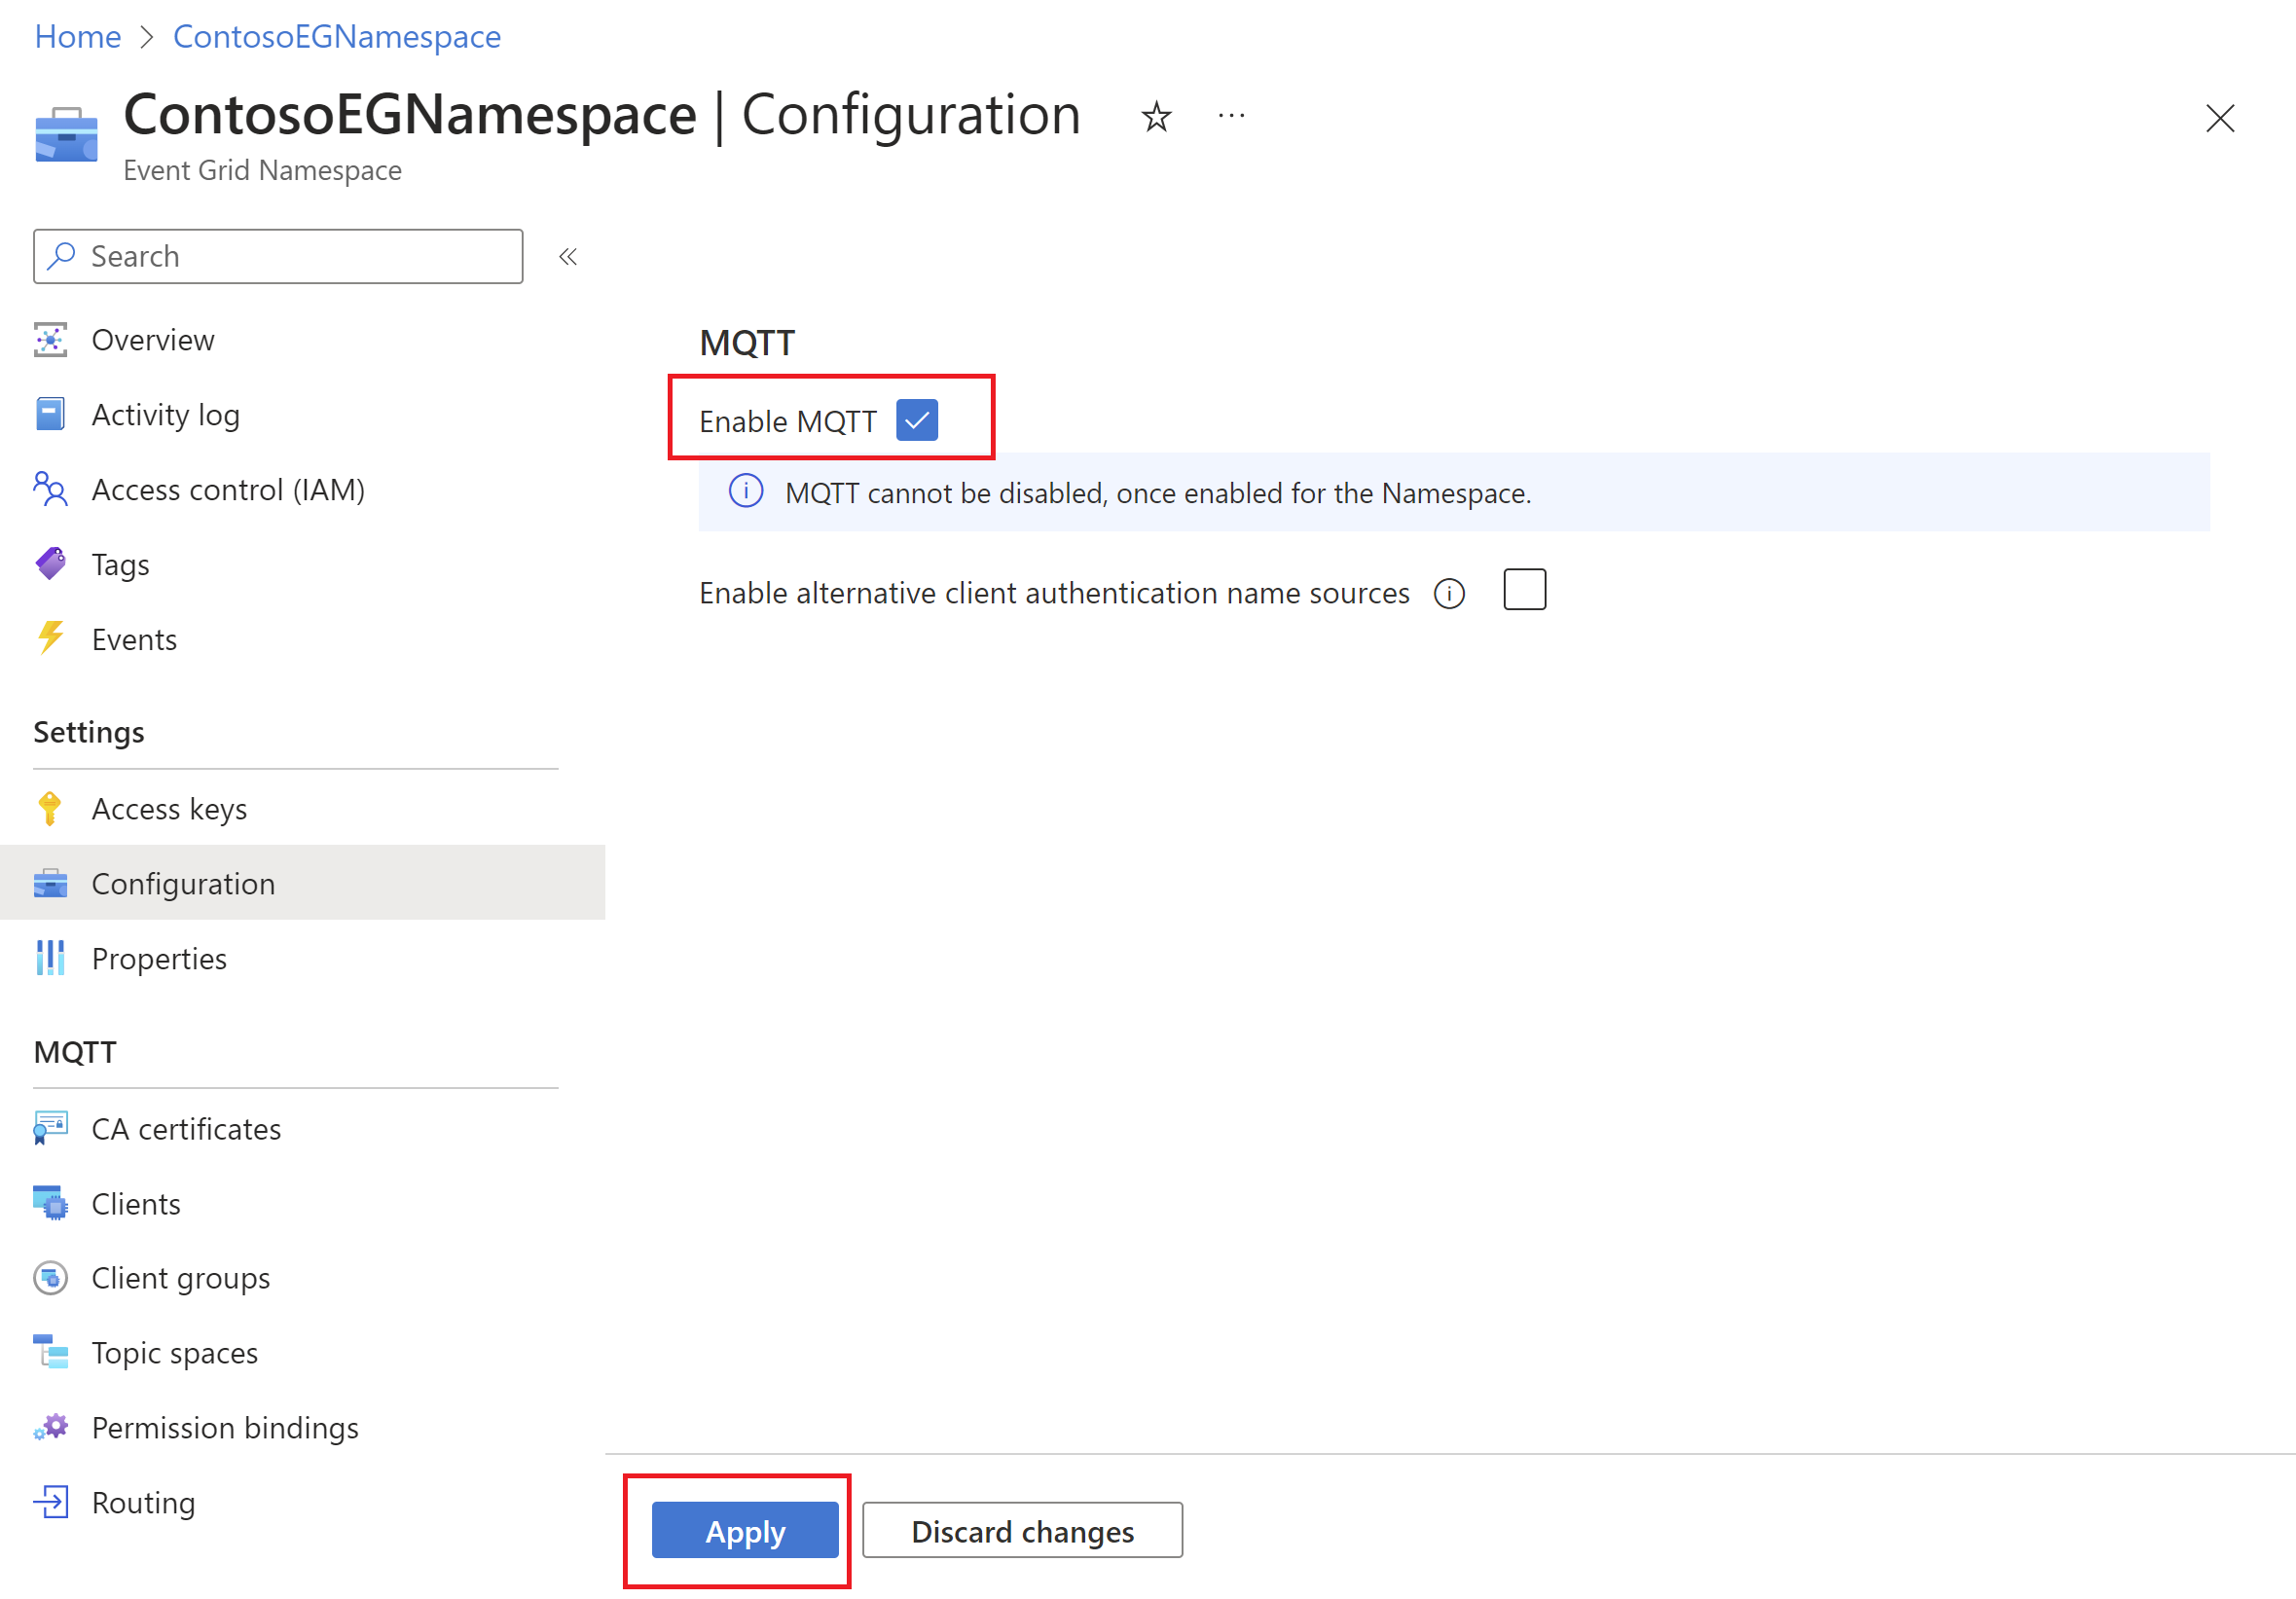 Home > ContosoEGNamespace
ContosoEGNamespace | Configuration
Event Grid Namespace
Search
Overview
Activity log
Access control (IAM)
Tags
Events
Settings
Access keys
Configuration
Properties
MQTT
CA certificates
Clients
Client groups
Topic spaces
Permission bindings
Routing
MQTT
Enable MQTT
MQTT cannot be disabled, once enabled for the Namespace.
Enable alternative client authentication name sources
Apply
Discard changes